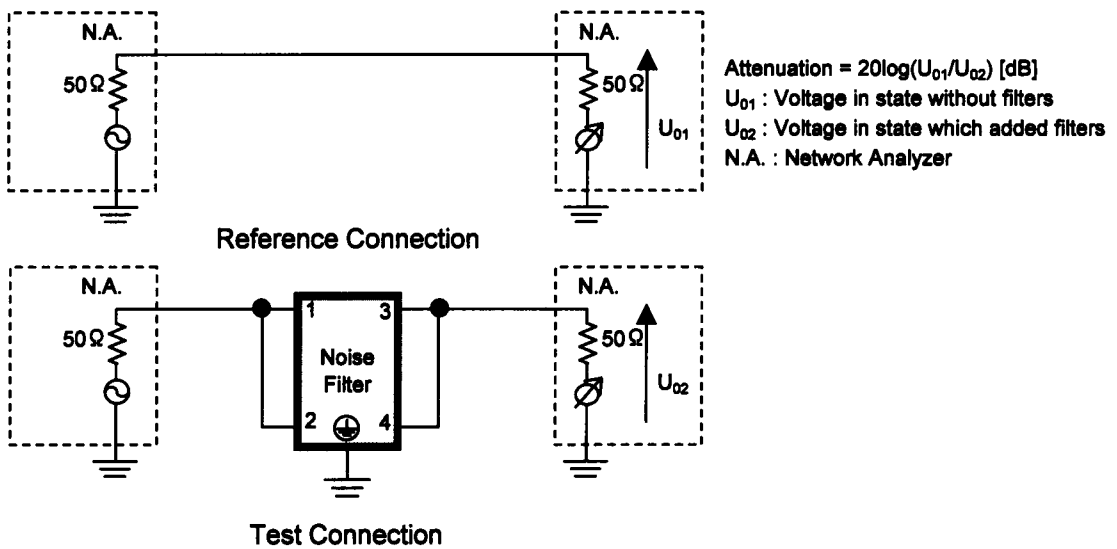 N.A.
50Ω
N.A.
50Ω
U₀₁
Attenuation = 20log(U₀₁/U₀₂) [dB]
U₀₁ : Voltage in state without filters
U₀₂ : Voltage in state which added filters
N.A. : Network Analyzer
Reference Connection
N.A.
50Ω
1 3
Noise
Filter
2 4
N.A.
50Ω
U₀₂
Test Connection